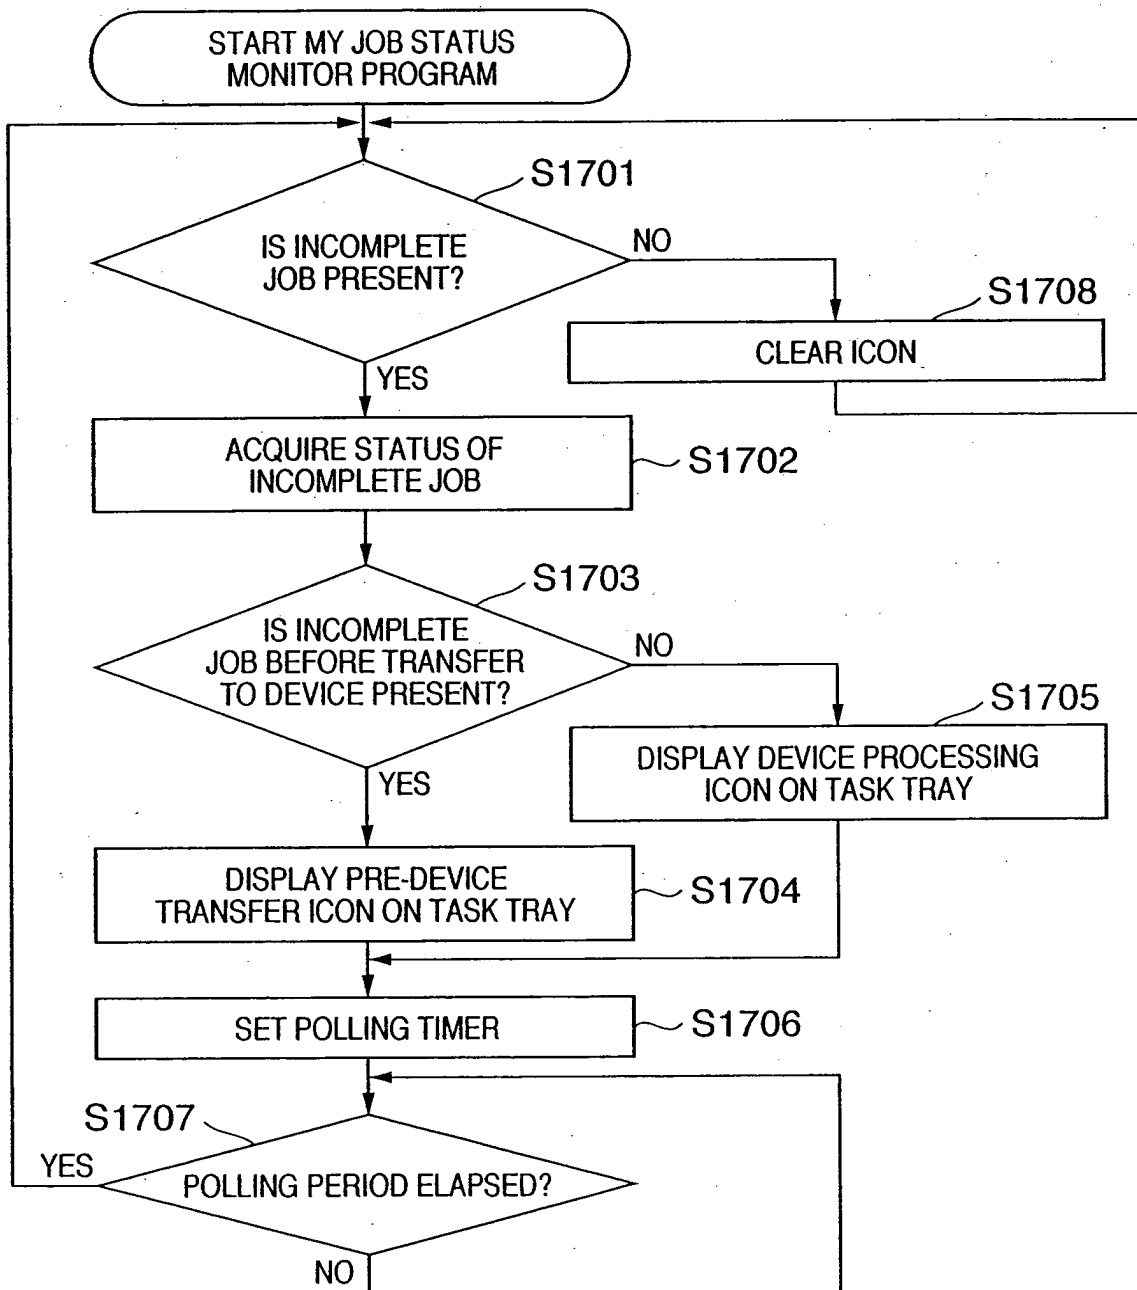 START MY JOB STATUS
MONITOR PROGRAM
S1701
IS INCOMPLETE
JOB PRESENT?
NO
S1708
CLEAR ICON
YES
ACQUIRE STATUS OF
INCOMPLETE JOB
S1702
S1703
IS INCOMPLETE
JOB BEFORE TRANSFER
TO DEVICE PRESENT?
NO
S1705
DISPLAY DEVICE PROCESSING
ICON ON TASK TRAY
YES
DISPLAY PRE-DEVICE
TRANSFER ICON ON TASK TRAY
S1704
SET POLLING TIMER
S1706
S1707
YES
POLLING PERIOD ELAPSED?
NO